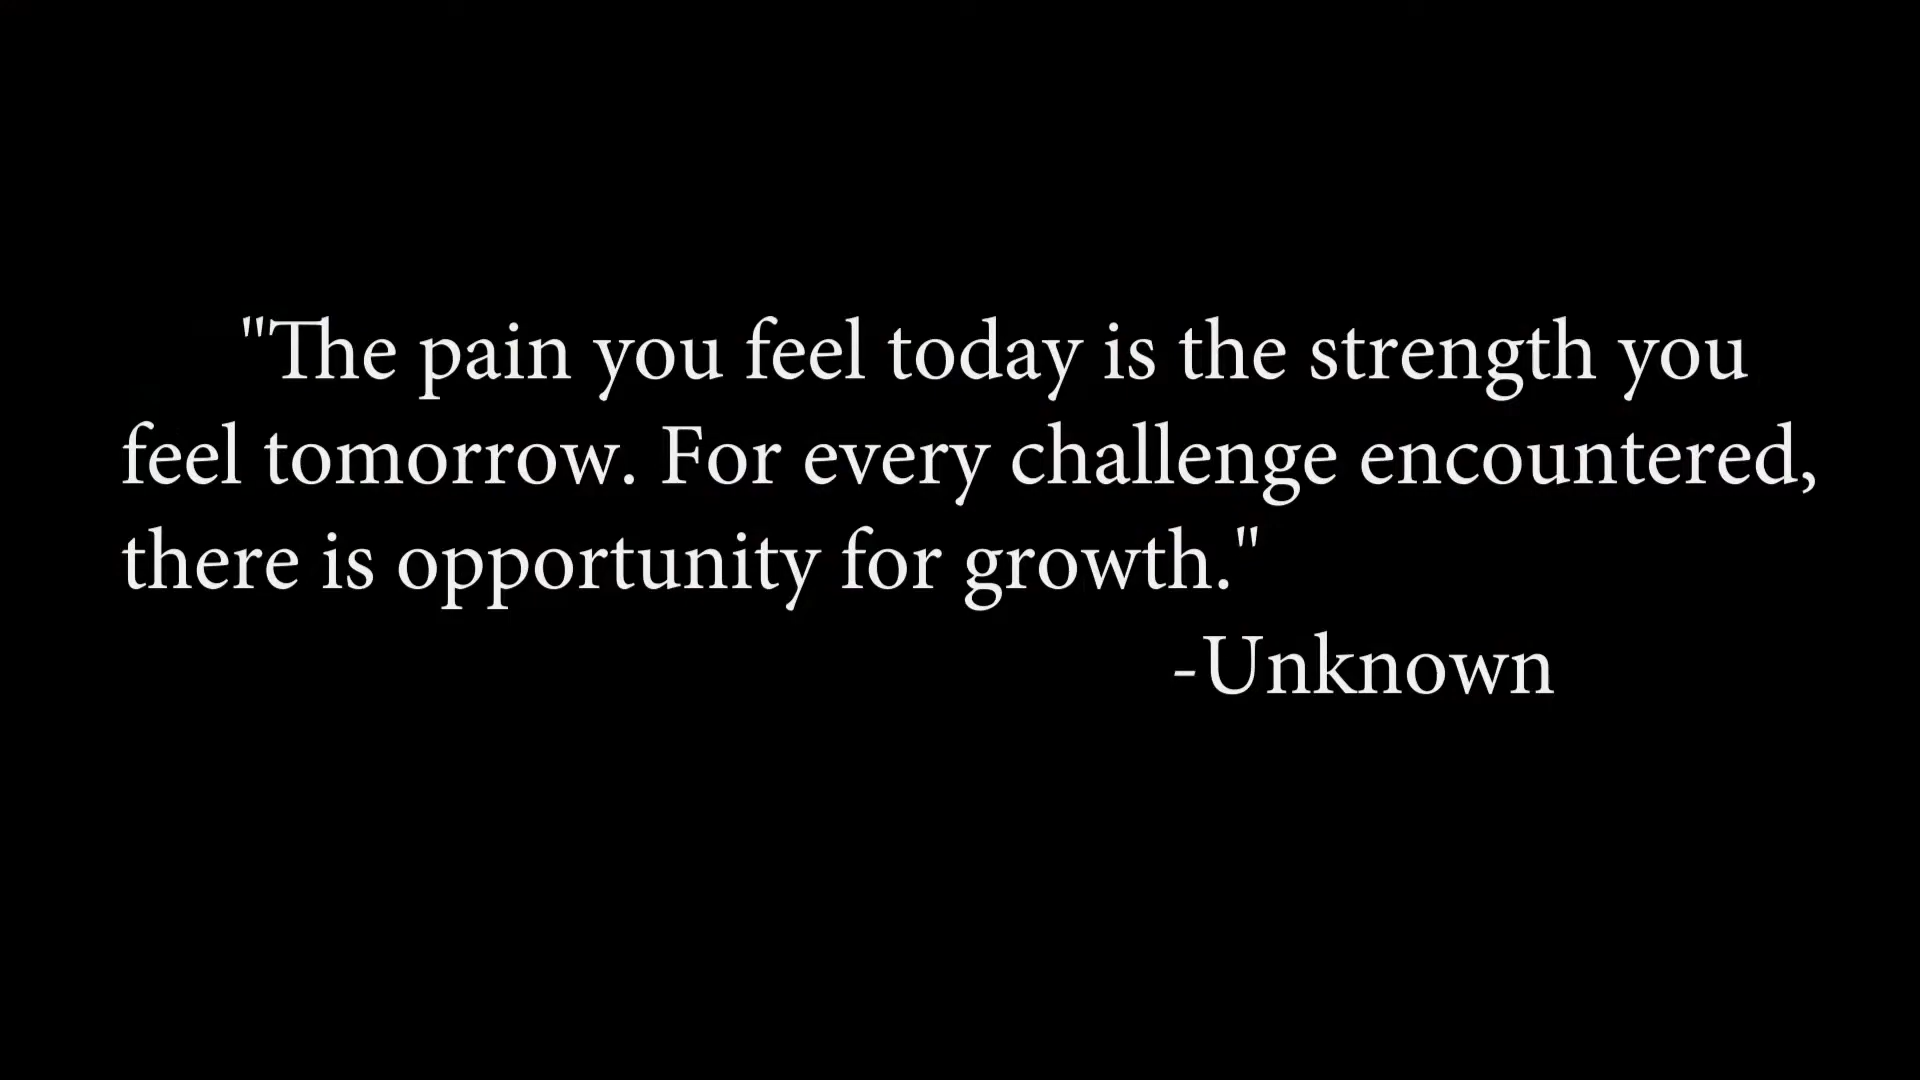 "The pain you feel today is the strength you
feel tomorrow. For every challenge encountered,
there is opportunity for growth."
-Unknown